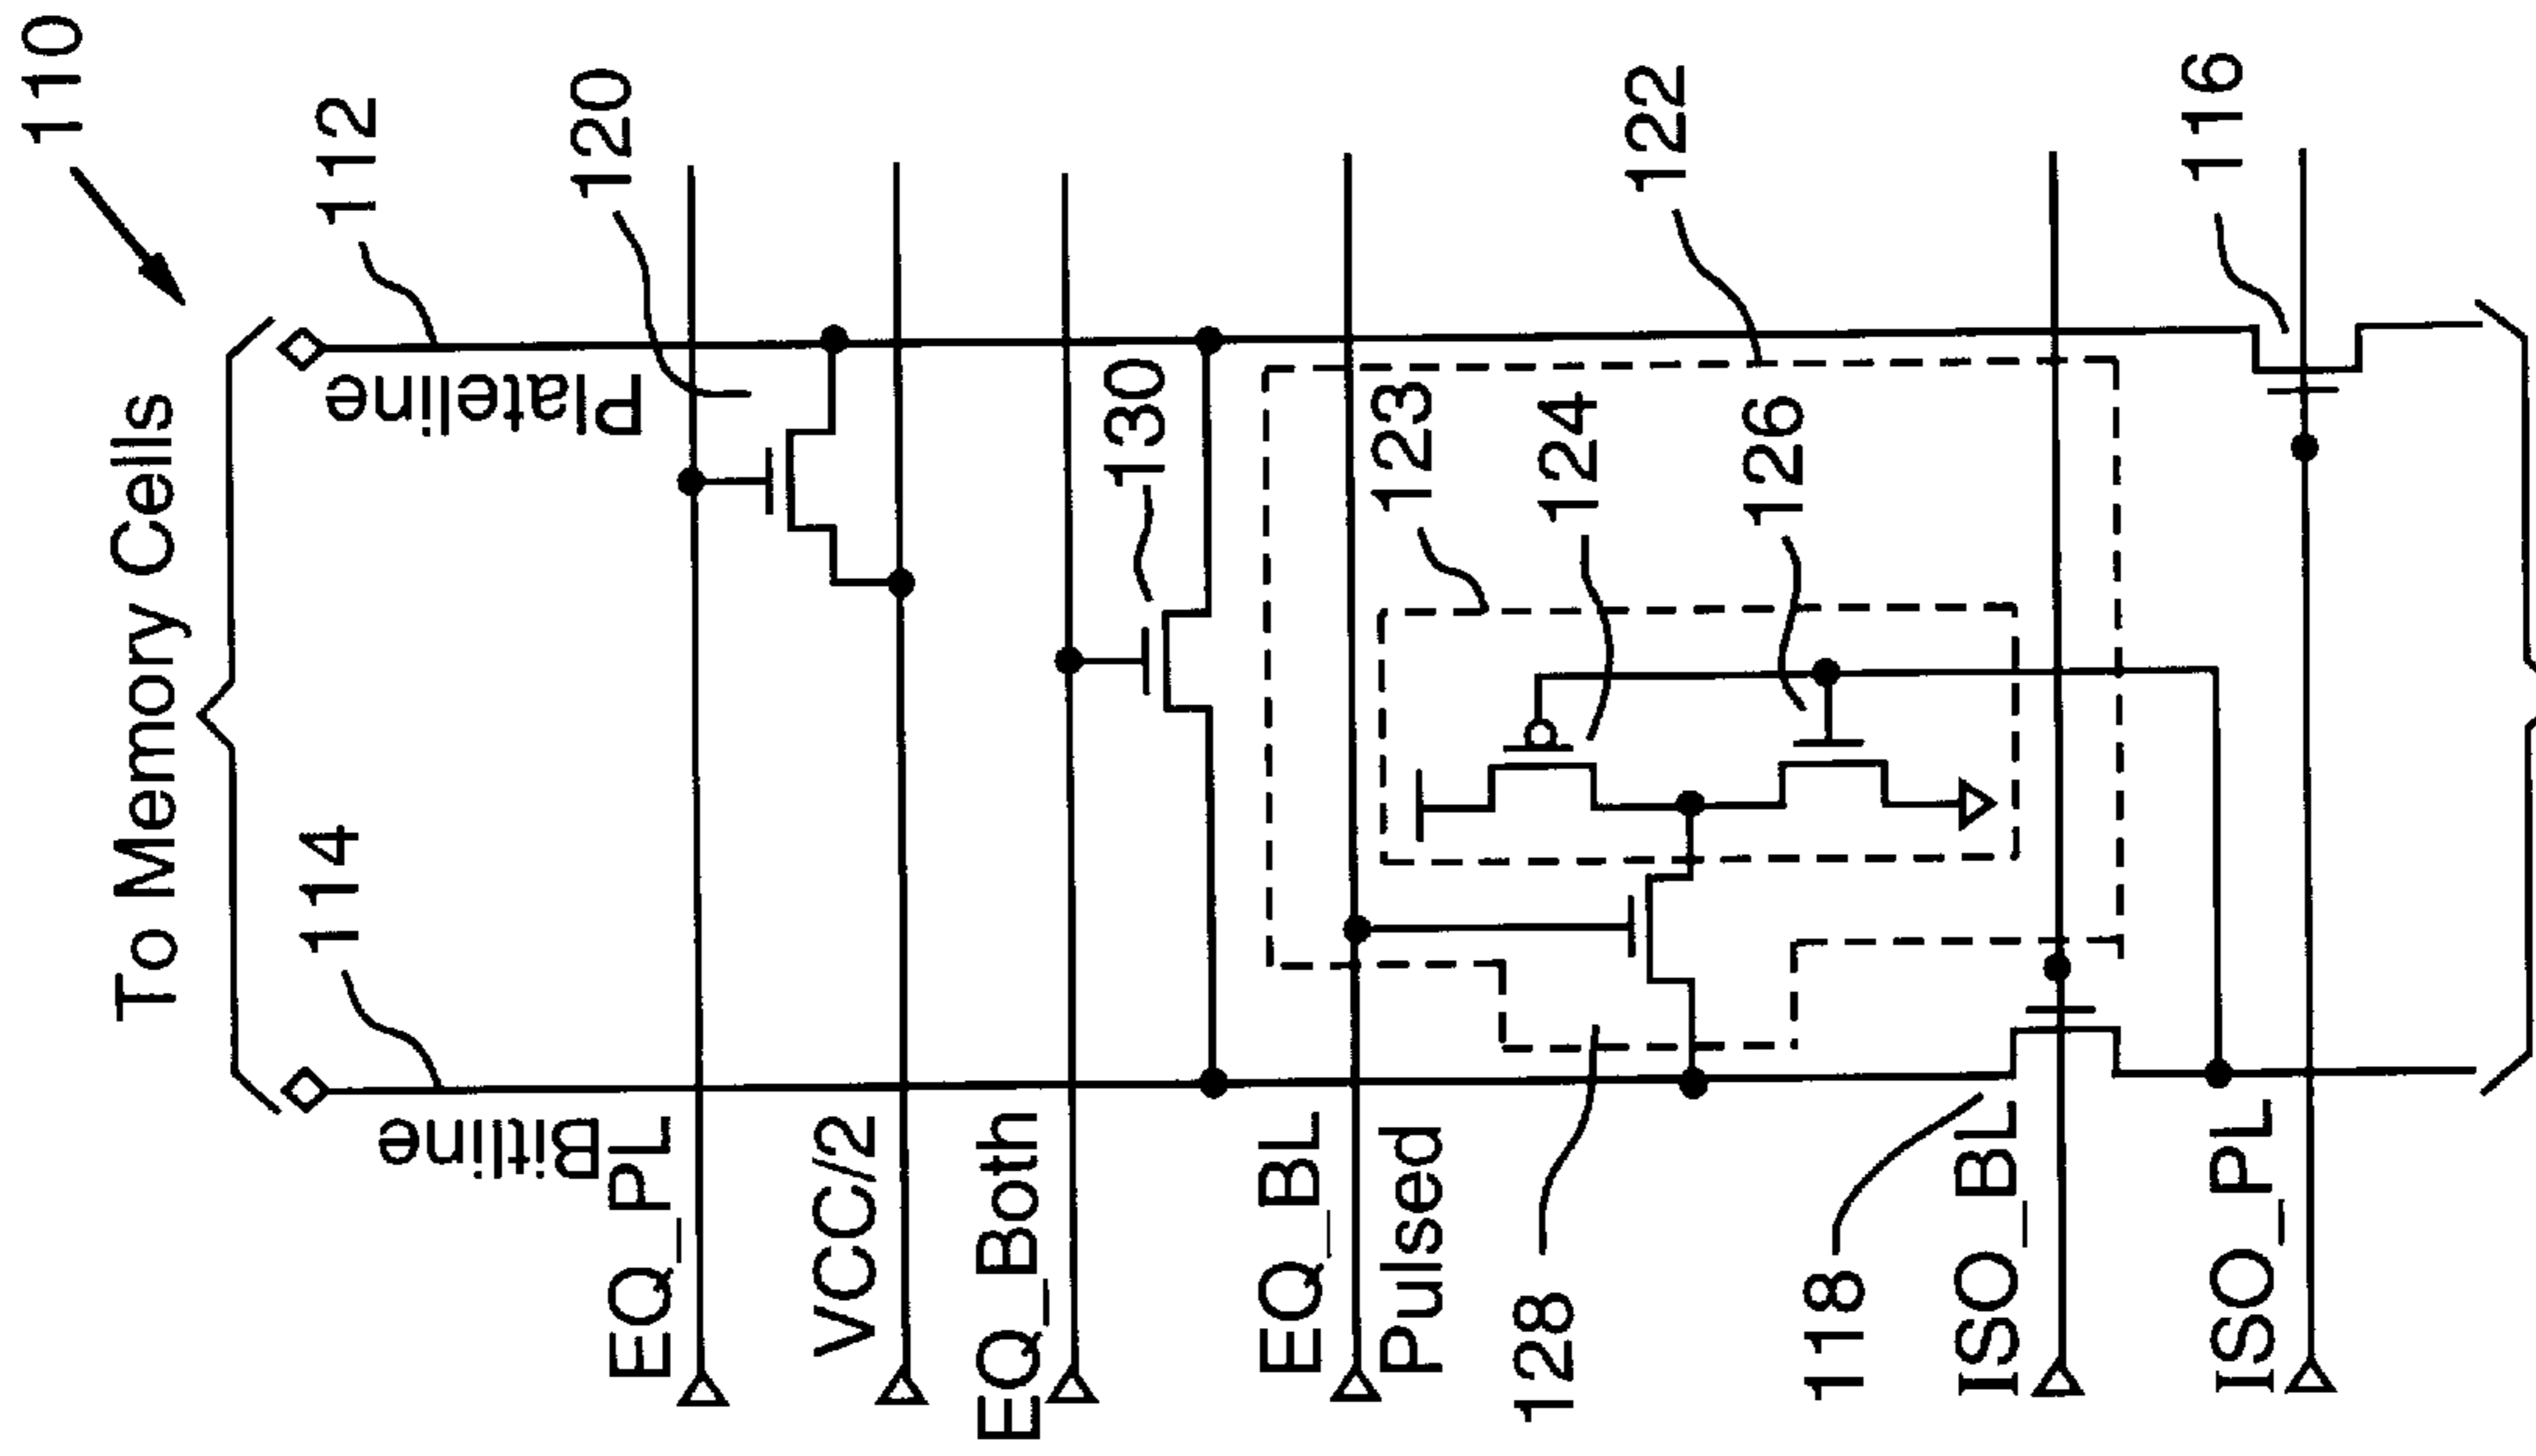 110
To Memory Cells
112
114
Plateline
Bitline
120
EQ_PL
VCC/2
EQ_Both
130
EQ_BL
Pulsed
122
123
124
126
128
118
ISO_BL
116
ISO_PL